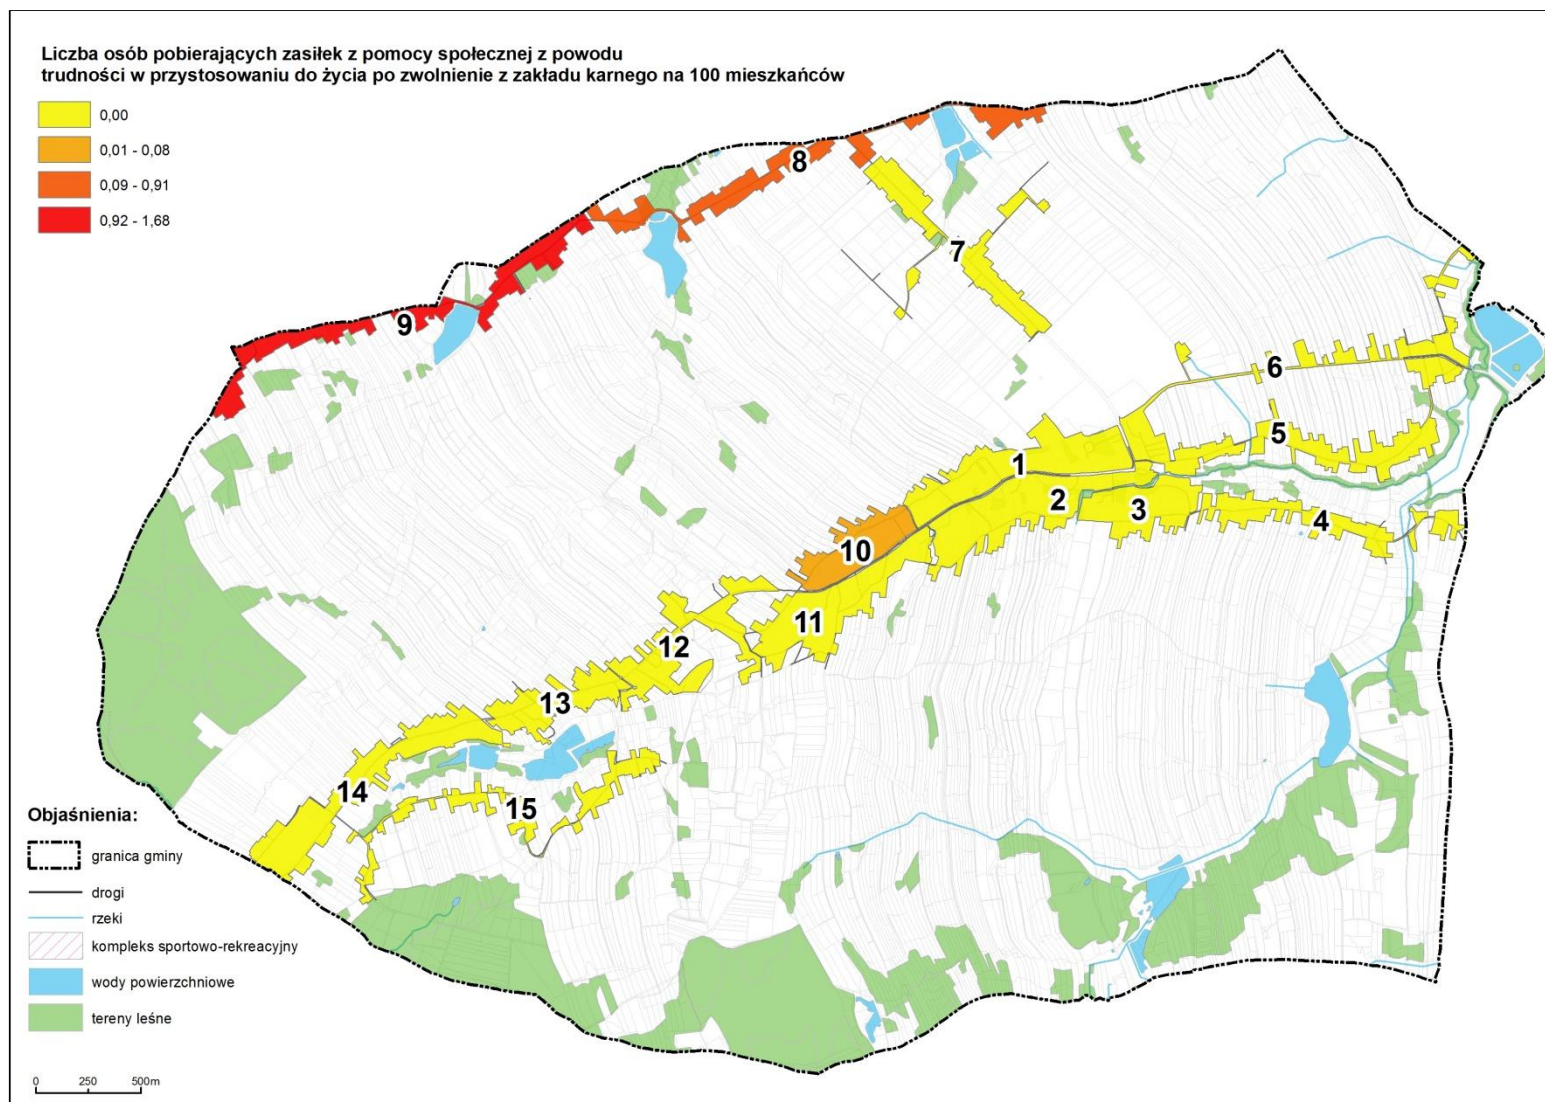 Liczba osób pobierających zasiłek z pomocy społecznej z powodu
trudności w przystosowaniu do życia po zwolnienie z zakładu karnego na 100 mieszkańców
0,00
0,01 - 0,08
0,09 - 0,91
0,92 - 1,68
8
7
9
6
5
1
2
3
4
10
11
12
13
14
15
Objaśnienia:
granica gminy
drogi
rzeki
kompleks sportowo-rekreacyjny
wody powierzchniowe
tereny leśne
0 250 500m